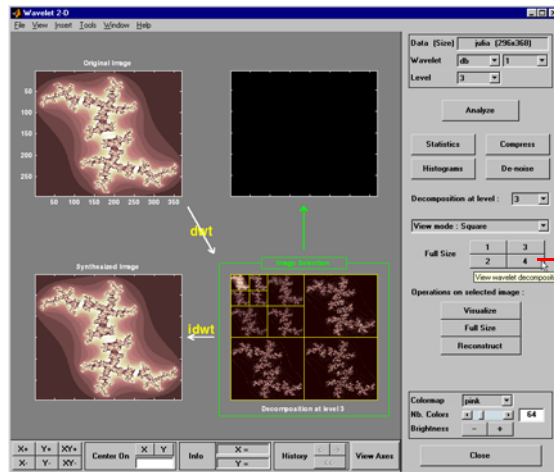 Wavelet 2-D
File View Insert Tools Window Help
Original Image
50
100
150
200
250
50 100 150 200 250 300 350
dwt
Synthesized Image
idwt
Image Selection
Decomposition at level 3
Data (Size) julia (296x368)
Wavelet db 1
Level 3
Analyze
Statistics Compress
Histograms De-noise
Decomposition at level : 3
View mode : Square
Full Size 1 3
2 4
View wavelet decompositi
Operations on selected image :
Visualize
Full Size
Reconstruct
Colormap pink
Nb. Colors 64
Brightness - +
Close
X+ Y+ XY+
X- Y- XY-
Center On X Y
Info X =
Y =
History <- ->
<<-
View Axes